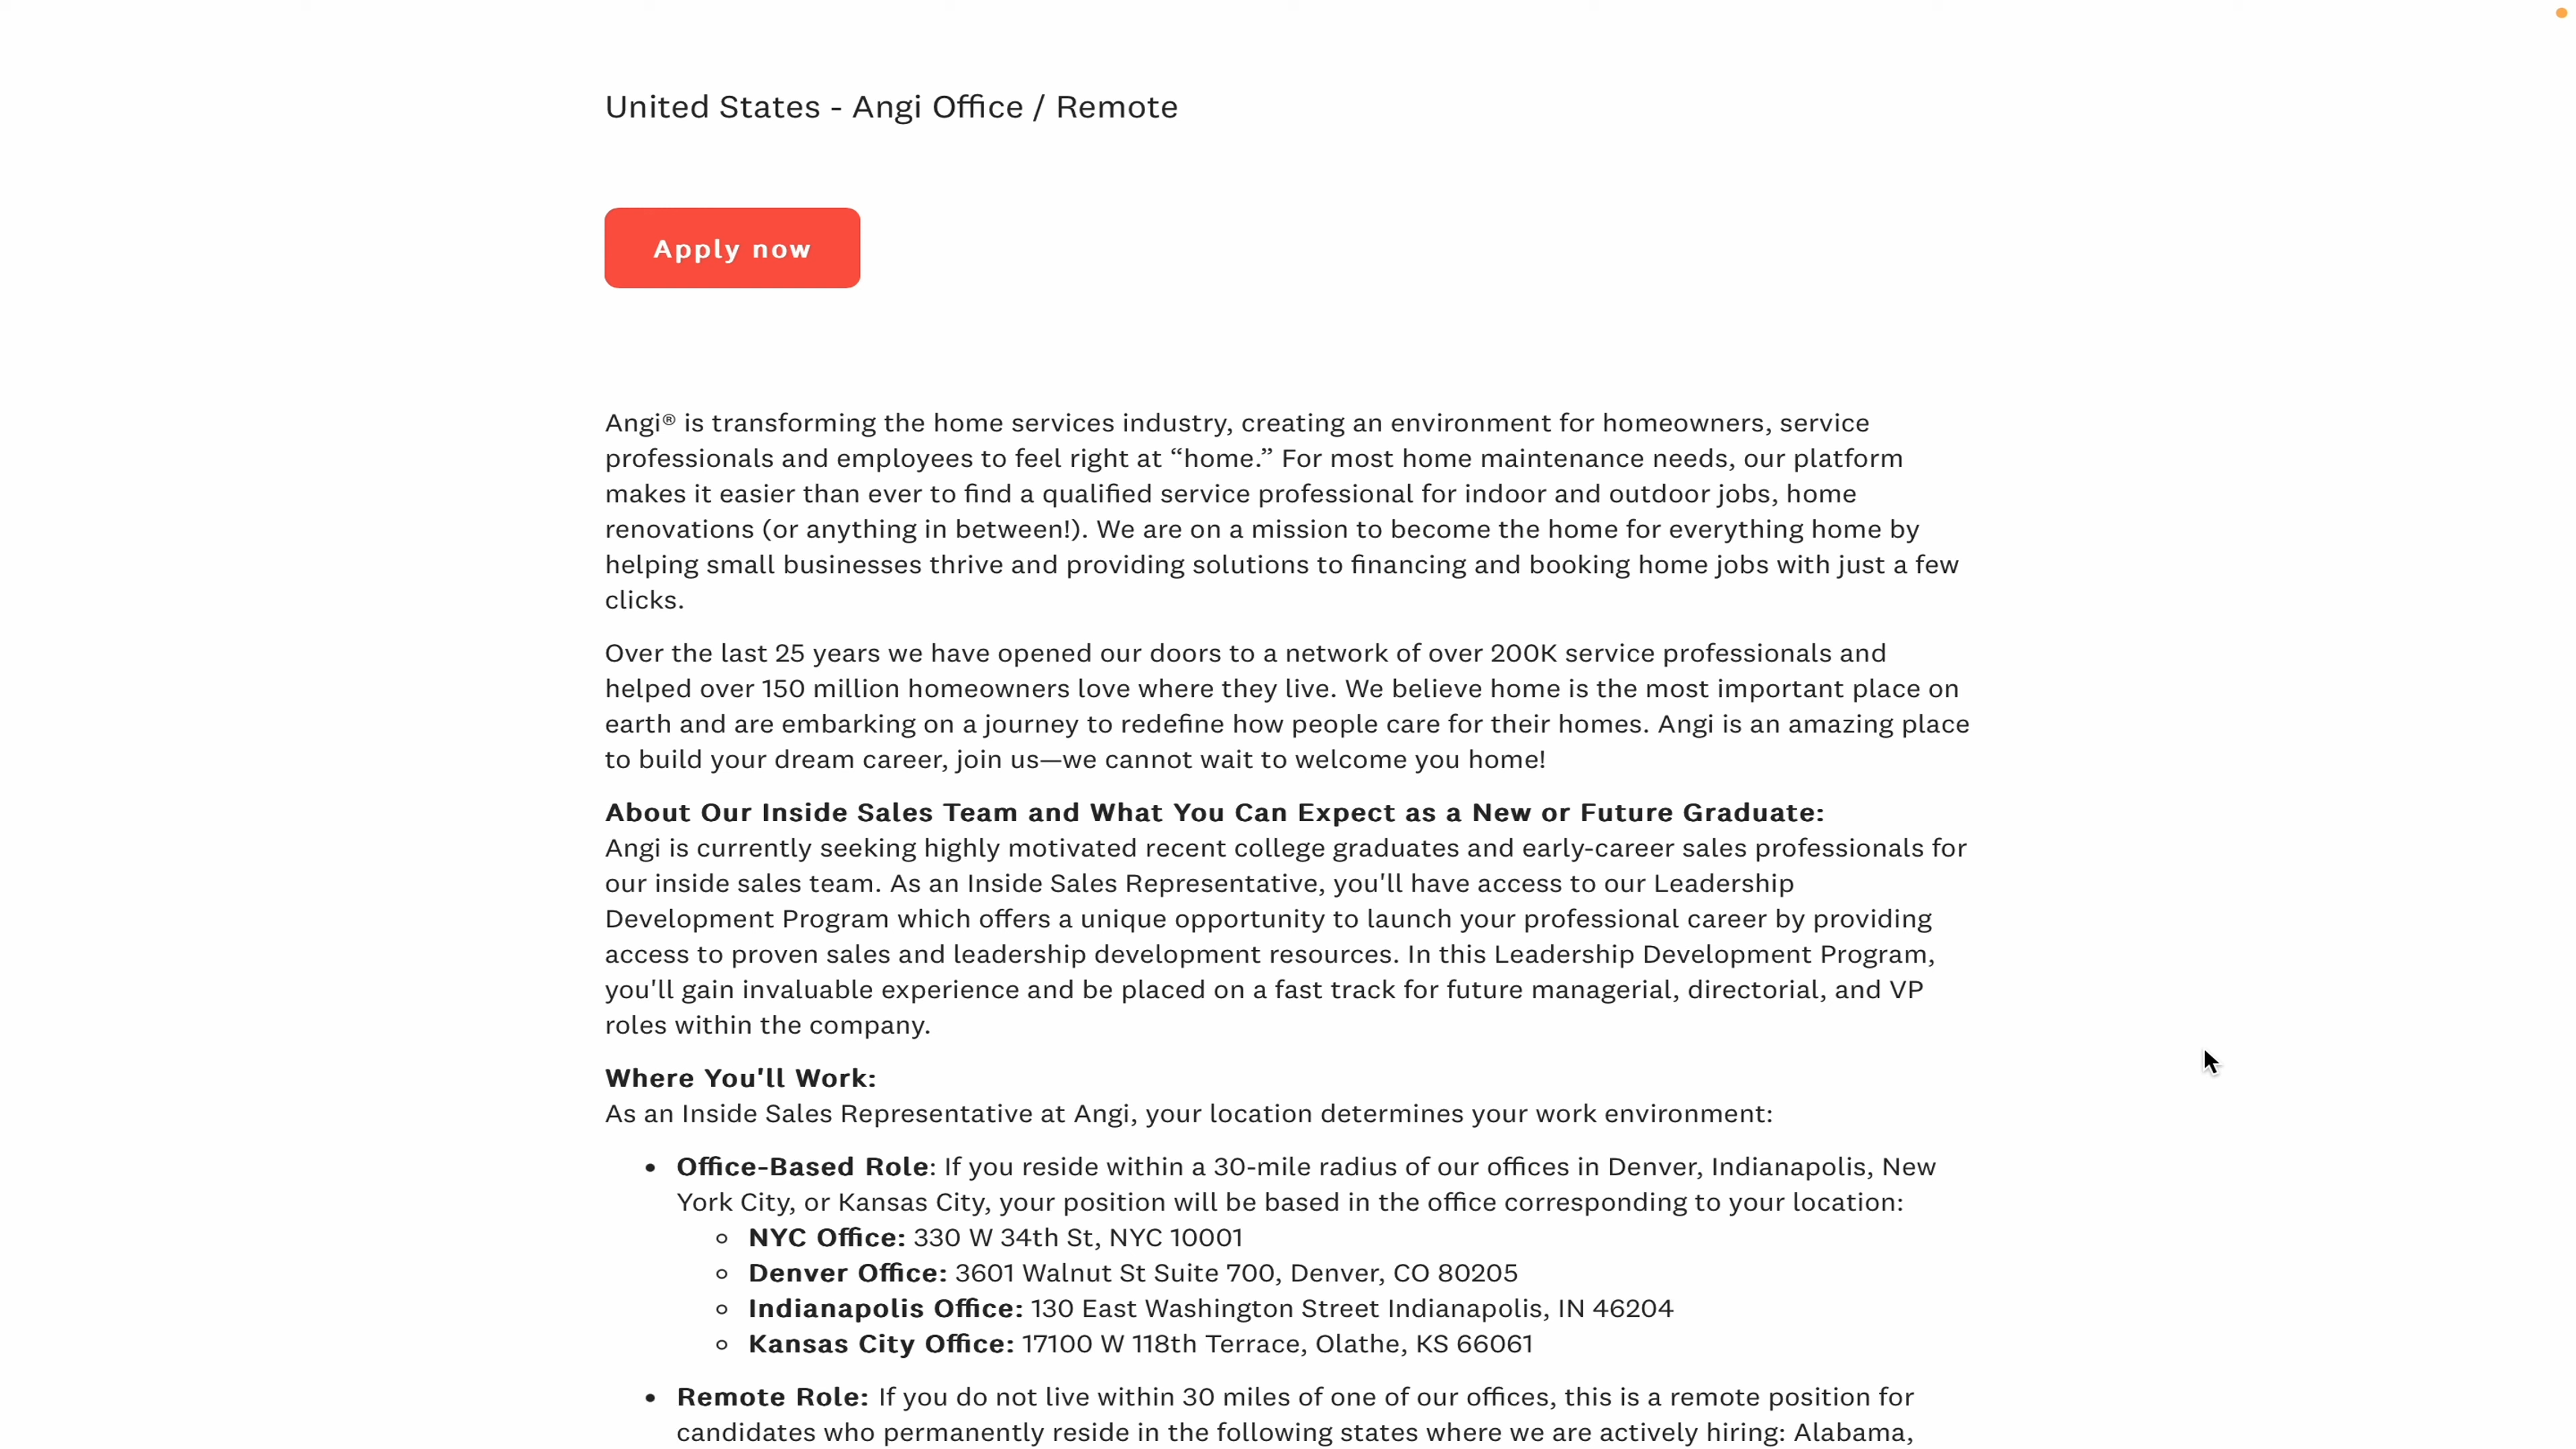 United States - Angi Office / Remote
Apply now
Angi® is transforming the home services industry, creating an environment for homeowners, service
professionals and employees to feel right at “home.” For most home maintenance needs, our platform
makes it easier than ever to find a qualified service professional for indoor and outdoor jobs, home
renovations (or anything in between!). We are on a mission to become the home for everything home by
helping small businesses thrive and providing solutions to financing and booking home jobs with just a few
clicks.
Over the last 25 years we have opened our doors to a network of over 200K service professionals and
helped over 150 million homeowners love where they live. We believe home is the most important place on
earth and are embarking on a journey to redefine how people care for their homes. Angi is an amazing place
to build your dream career, join us—we cannot wait to welcome you home!
About Our Inside Sales Team and What You Can Expect as a New or Future Graduate:
Angi is currently seeking highly motivated recent college graduates and early-career sales professionals for
our inside sales team. As an Inside Sales Representative, you'll have access to our Leadership
Development Program which offers a unique opportunity to launch your professional career by providing
access to proven sales and leadership development resources. In this Leadership Development Program,
you'll gain invaluable experience and be placed on a fast track for future managerial, directorial, and VP
roles within the company.
Where You'll Work:
As an Inside Sales Representative at Angi, your location determines your work environment:
• Office-Based Role: If you reside within a 30-mile radius of our offices in Denver, Indianapolis, New
York City, or Kansas City, your position will be based in the office corresponding to your location:
◦ NYC Office: 330 W 34th St, NYC 10001
◦ Denver Office: 3601 Walnut St Suite 700, Denver, CO 80205
◦ Indianapolis Office: 130 East Washington Street Indianapolis, IN 46204
◦ Kansas City Office: 17100 W 118th Terrace, Olathe, KS 66061
• Remote Role: If you do not live within 30 miles of one of our offices, this is a remote position for
candidates who permanently reside in the following states where we are actively hiring: Alabama,